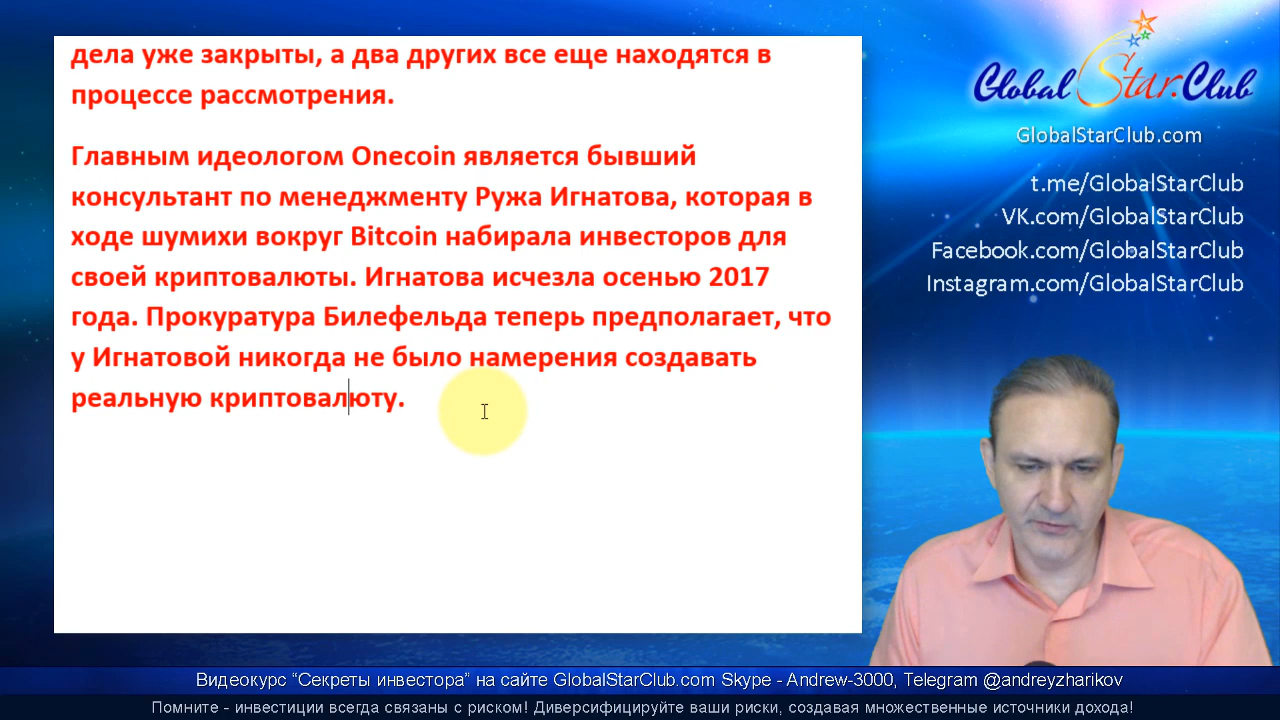 дела уже закрыты, а два других все еще находятся в
процессе рассмотрения.
Главным идеологом Onecoin является бывший
консультант по менеджменту Ружа Игнатова, которая в
ходе шумихи вокруг Bitcoin набирала инвесторов для
своей криптовалюты. Игнатова исчезла осенью 2017
года. Прокуратура Билефельда теперь предполагает, что
у Игнатовой никогда не было намерения создавать
реальную криптовалюту.
Global Star.Club
GlobalStarClub.com
t.me/GlobalStarClub
VK.com/GlobalStarClub
Facebook.com/GlobalStarClub
Instagram.com/GlobalStarClub
Видеокурс “Секреты инвестора” на сайте GlobalStarClub.com Skype - Andrew-3000, Telegram @andreyzharikov
Помните - инвестиции всегда связаны с риском! Диверсифицируйте ваши риски, создавая множественные источники дохода!